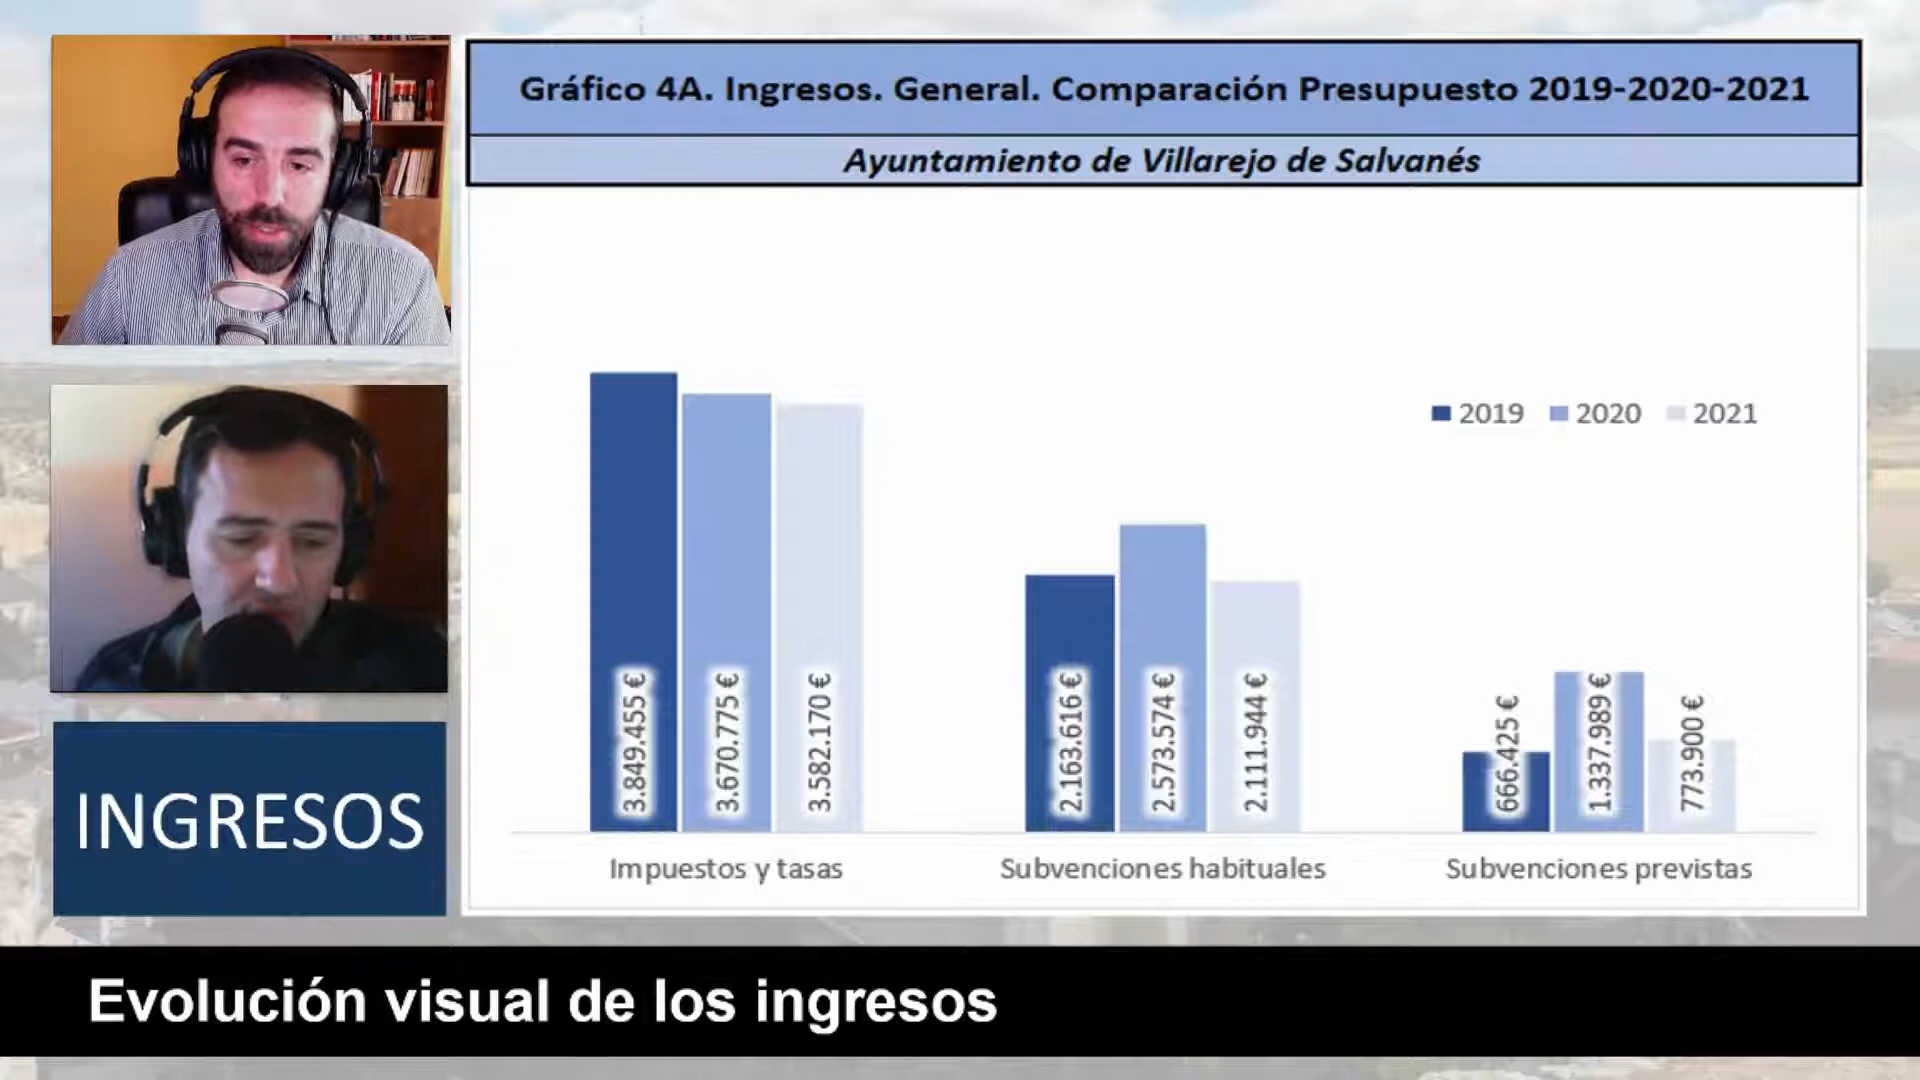 Gráfico 4A. Ingresos. General. Comparación Presupuesto 2019-2020-2021
Ayuntamiento de Villarejo de Salvanés
2019 2020 2021
3.849.455 €
3.670.775 €
3.582.170 €
2.163.616 €
2.573.574 €
2.111.944 €
666.425 €
1.337.989 €
773.900 €
Impuestos y tasas
Subvenciones habituales
Subvenciones previstas
INGRESOS
Evolución visual de los ingresos